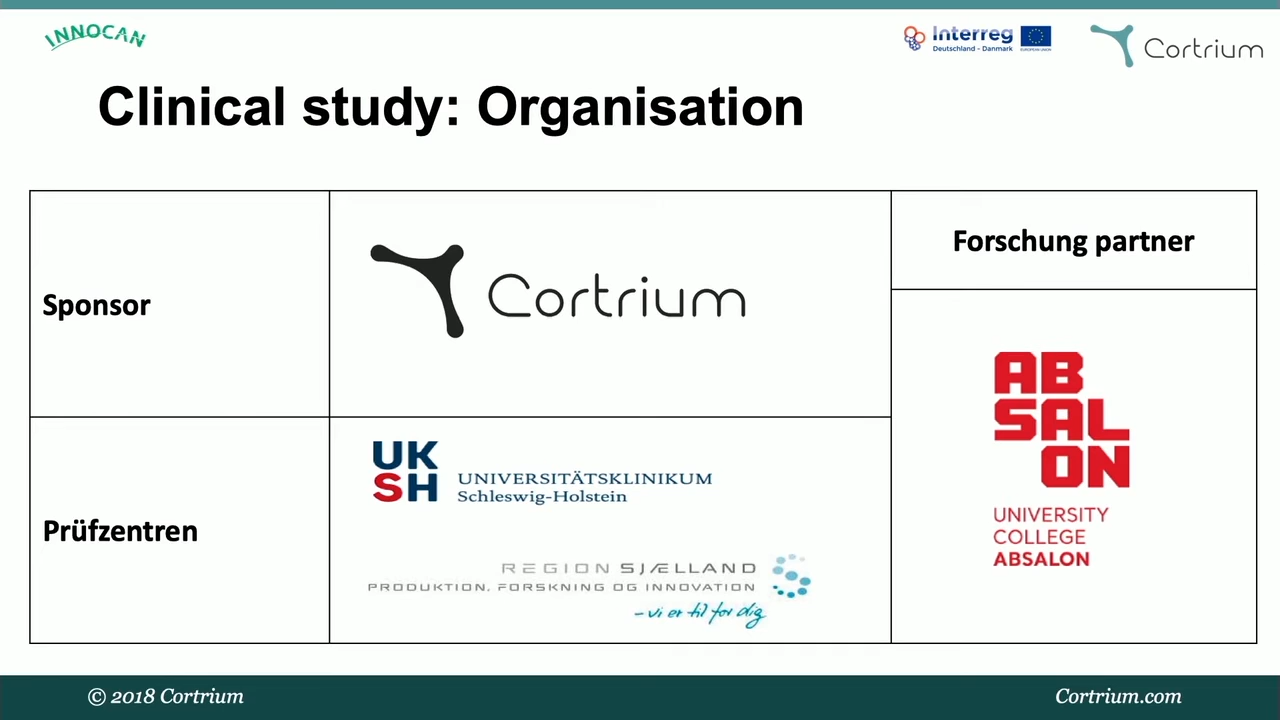 INNOCAN
Interreg
Deutschland - Danmark
EUROPEAN UNION
Cortrium
Clinical study: Organisation
Sponsor
Cortrium
Forschung partner
Prüfzentren
UK
SH
UNIVERSITÄTSKLINIKUM
Schleswig-Holstein
REGION SJÆLLAND
PRODUKTION, FORSKNING OG INNOVATION
- vi er til for dig
AB
SAL
ON
UNIVERSITY
COLLEGE
ABSALON
© 2018 Cortrium
Cortrium.com